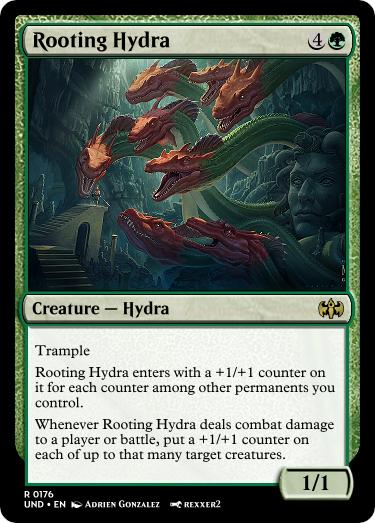 Rooting Hydra 4
Creature — Hydra
Trample
Rooting Hydra enters with a +1/+1 counter on
it for each counter among other permanents you
control.
Whenever Rooting Hydra deals combat damage
to a player or battle, put a +1/+1 counter on
each of up to that many target creatures.
1/1
R 0176
UND • EN Adrien Gonzalez rexxer2